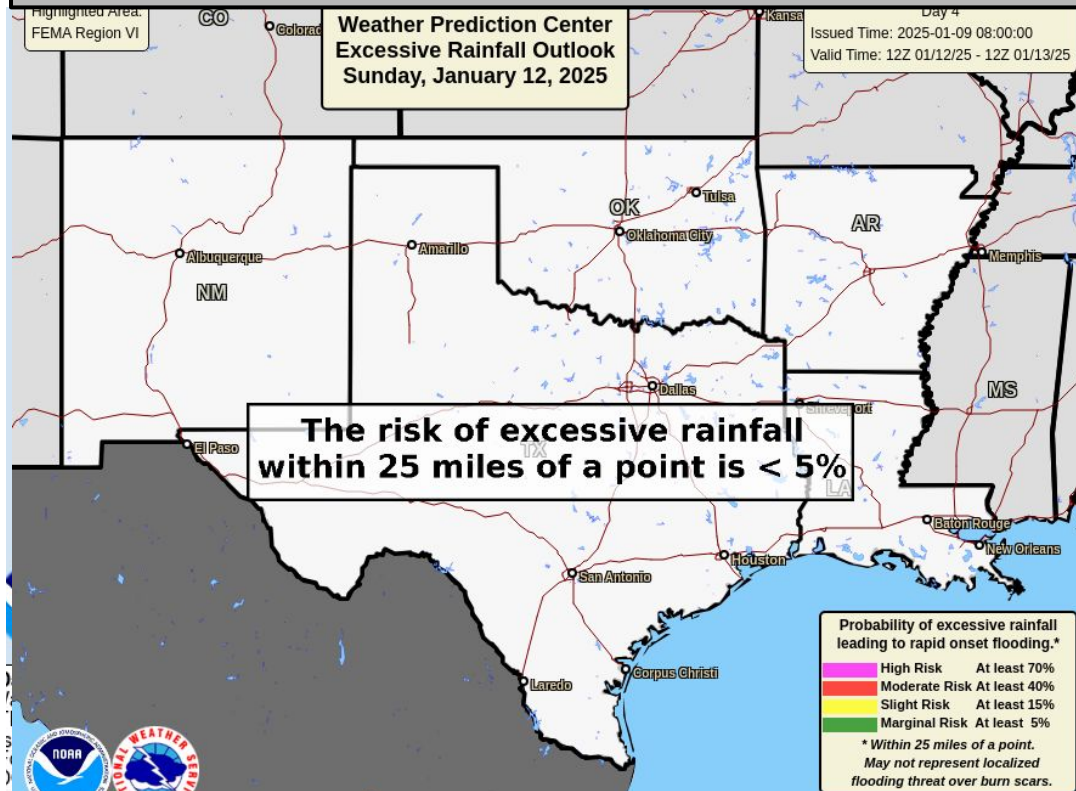 Highlighted Area:
FEMA Region VI
Weather Prediction Center
Excessive Rainfall Outlook
Sunday, January 12, 2025
Day 4
Issued Time: 2025-01-09 08:00:00
Valid Time: 12Z 01/12/25 - 12Z 01/13/25
CO
Kansa
Tulsa
OK
Oklahoma City
AR
Amarillo
Albuquerque
Memphis
NM
Dallas
MS
Shreveport
The risk of excessive rainfall
within 25 miles of a point is < 5%
El Paso
TX
LA
Baton Rouge
New Orleans
Houston
San Antonio
Corpus Christi
Laredo
Probability of excessive rainfall
leading to rapid onset flooding.*
High Risk At least 70%
Moderate Risk At least 40%
Slight Risk At least 15%
Marginal Risk At least 5%
* Within 25 miles of a point.
May not represent localized
flooding threat over burn scars.
NOAA